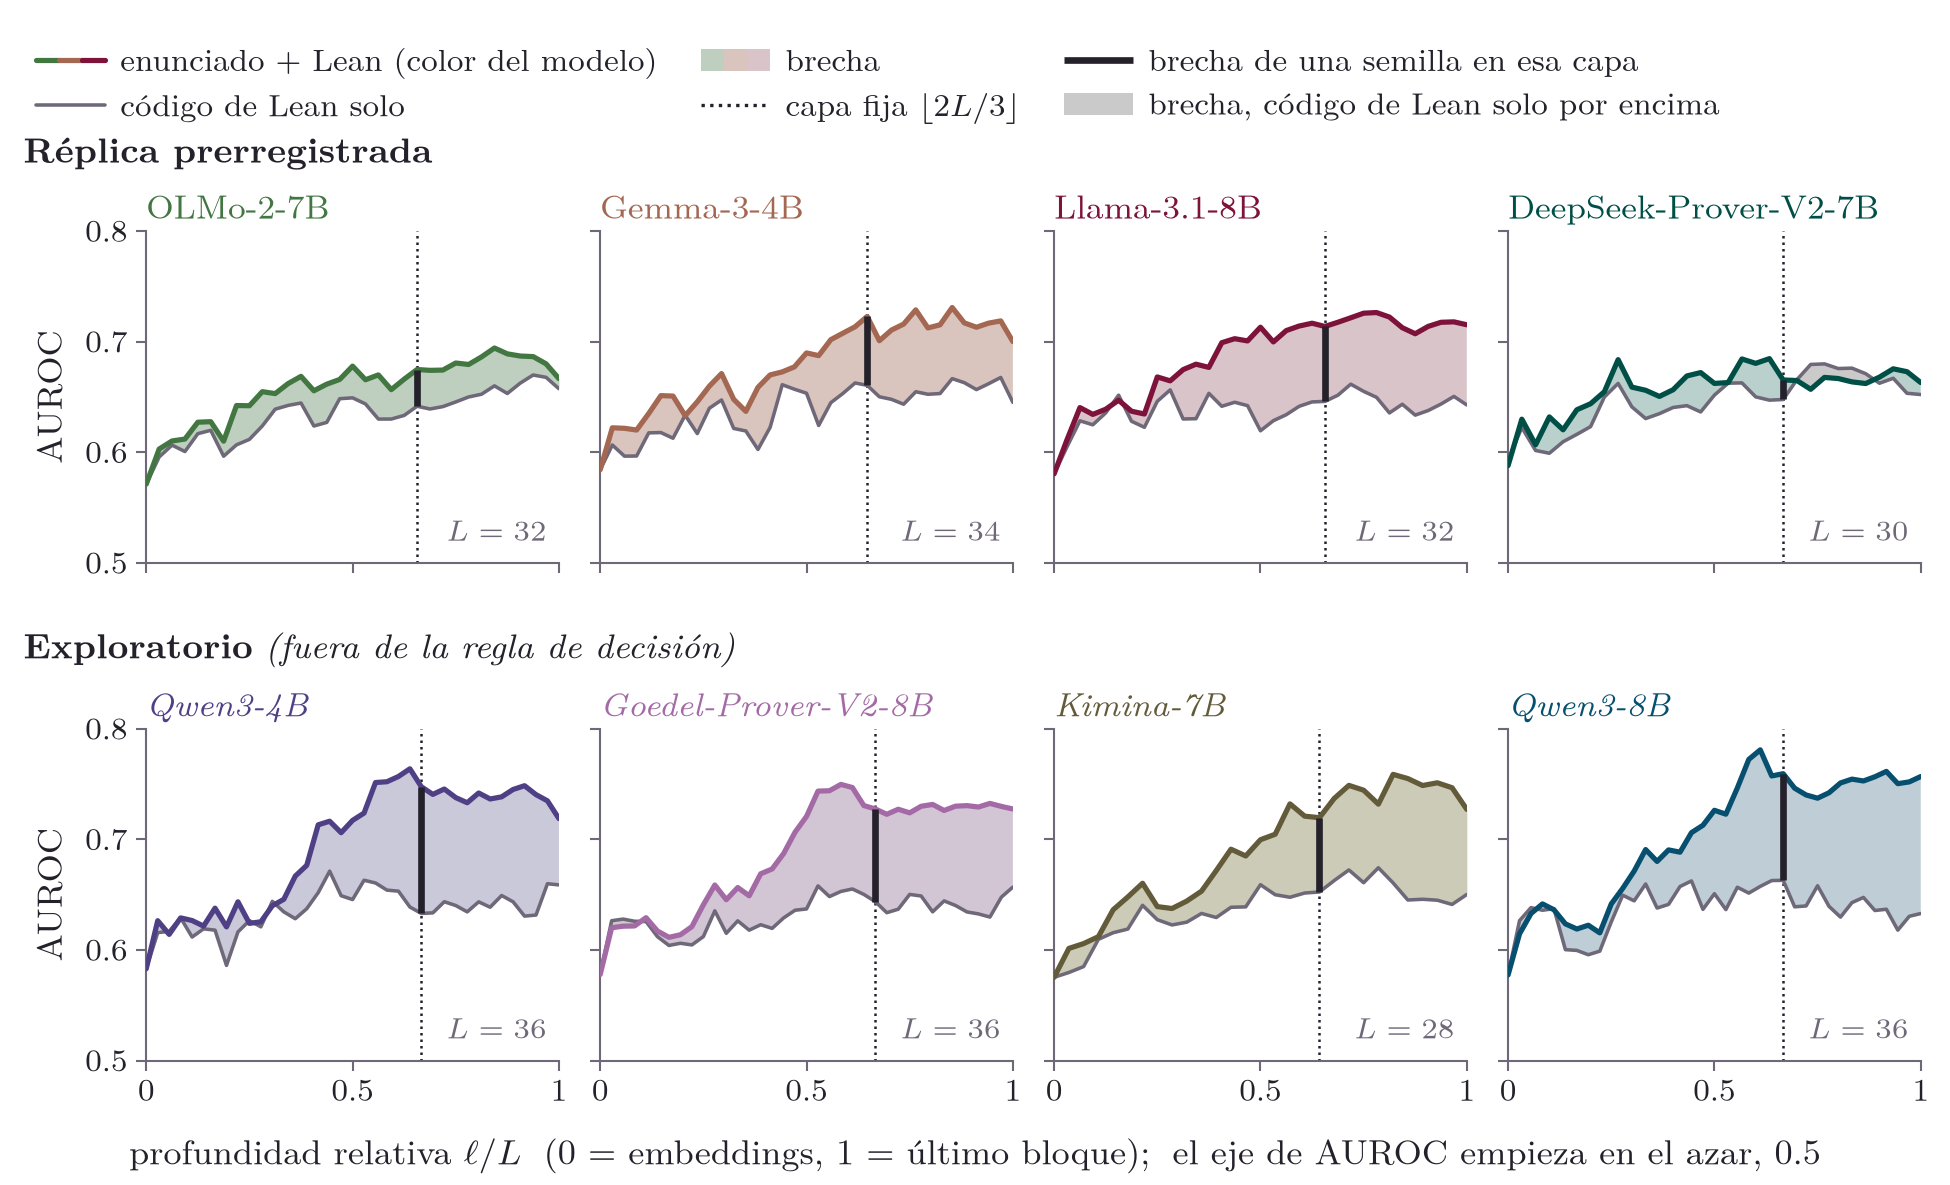 enunciado + Lean (color del modelo)
código de Lean solo
brecha
capa fija ⌊2L/3⌋
brecha de una semilla en esa capa
brecha, código de Lean solo por encima
Réplica prerregistrada
OLMo-2-7B
Gemma-3-4B
Llama-3.1-8B
DeepSeek-Prover-V2-7B
AUROC
0.8
0.7
0.6
0.5
L = 32
L = 34
L = 32
L = 30
Exploratorio (fuera de la regla de decisión)
Qwen3-4B
Goedel-Prover-V2-8B
Kimina-7B
Qwen3-8B
AUROC
0.8
0.7
0.6
0.5
L = 36
L = 36
L = 28
L = 36
0 0.5 1
0 0.5 1
0 0.5 1
0 0.5 1
profundidad relativa ℓ/L (0 = embeddings, 1 = último bloque); el eje de AUROC empieza en el azar, 0.5